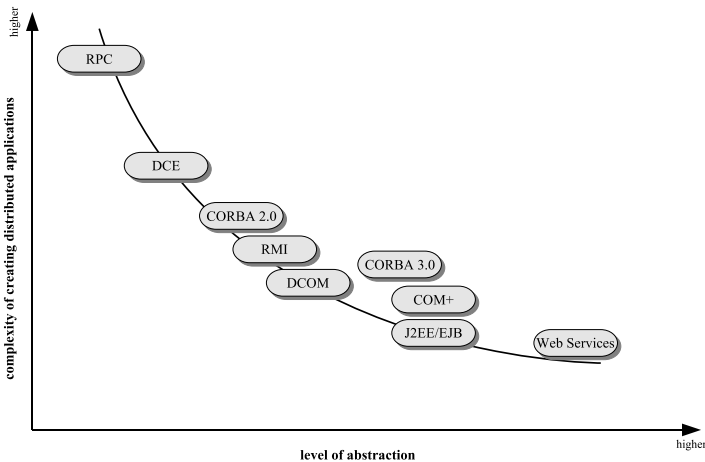 higher
complexity of creating distributed applications
RPC
DCE
CORBA 2.0
RMI
CORBA 3.0
DCOM
COM+
J2EE/EJB
Web Services
higher
level of abstraction